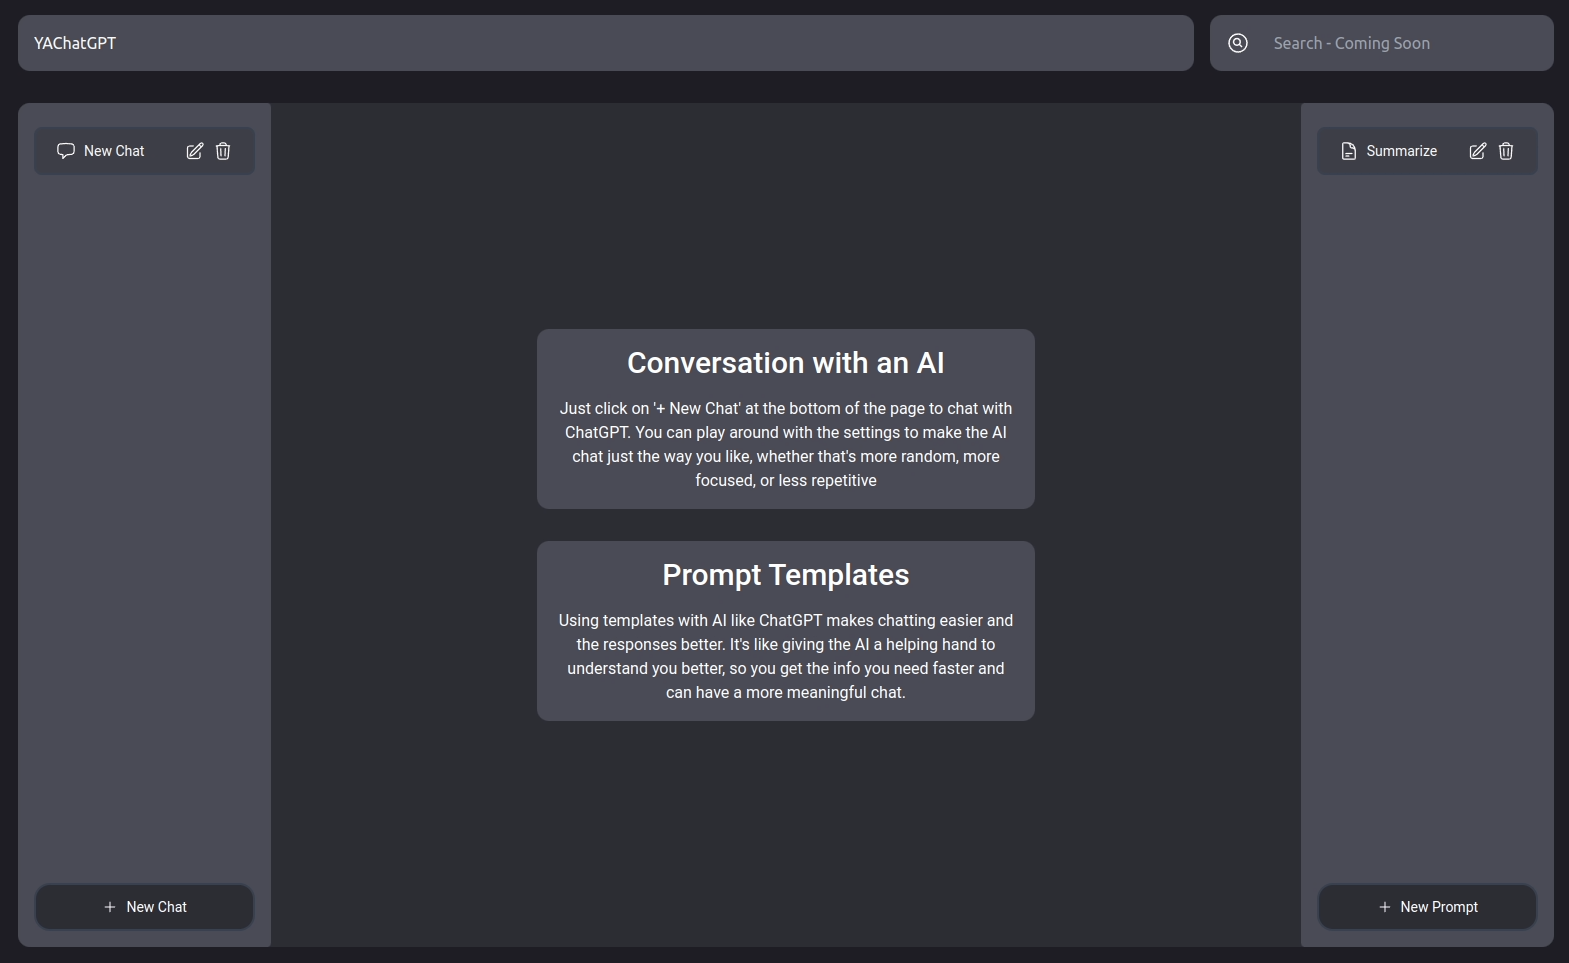 YAChatGPT
Search - Coming Soon
New Chat
Summarize
Conversation with an AI
Just click on '+ New Chat' at the bottom of the page to chat with
ChatGPT. You can play around with the settings to make the AI
chat just the way you like, whether that's more random, more
focused, or less repetitive
Prompt Templates
Using templates with AI like ChatGPT makes chatting easier and
the responses better. It's like giving the AI a helping hand to
understand you better, so you get the info you need faster and
can have a more meaningful chat.
+ New Chat
+ New Prompt